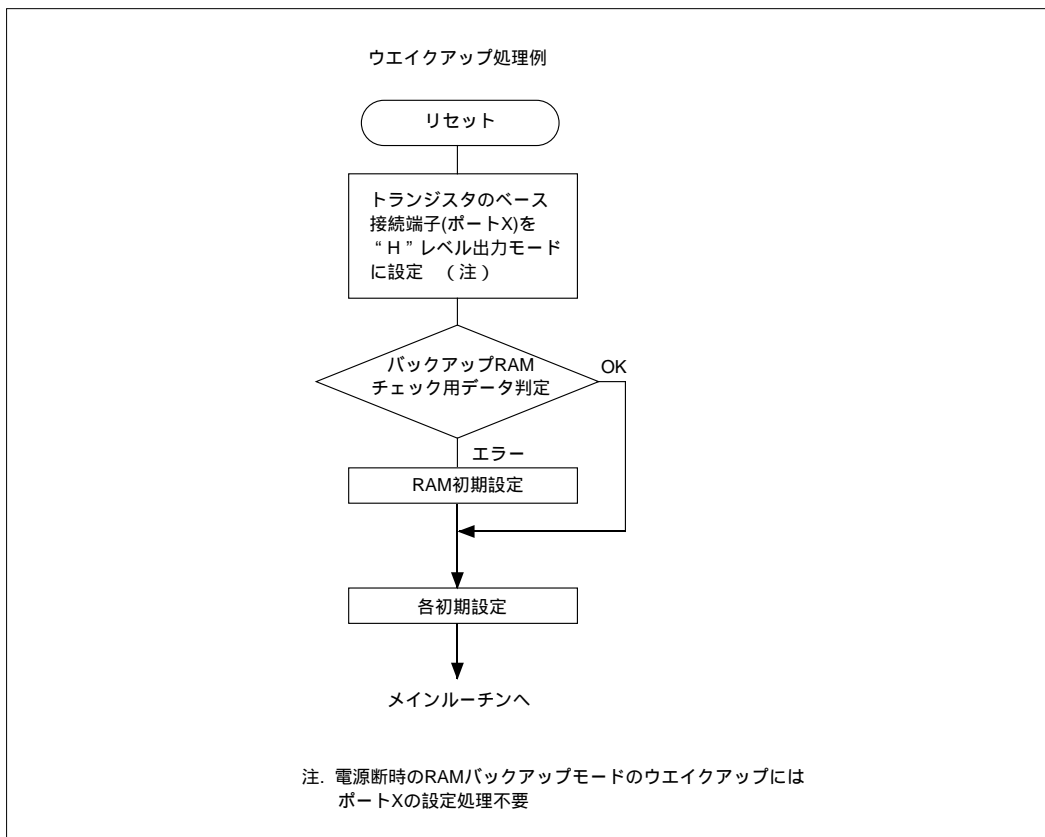 ウエイクアップ処理例
リセット
トランジスタのベース
接続端子(ポートX)を
“H”レベル出力モード
に設定 （注）
バックアップRAM
チェック用データ判定
OK
エラー
RAM初期設定
各初期設定
メインルーチンへ
注. 電源断時のRAMバックアップモードのウエイクアップには
ポートXの設定処理不要